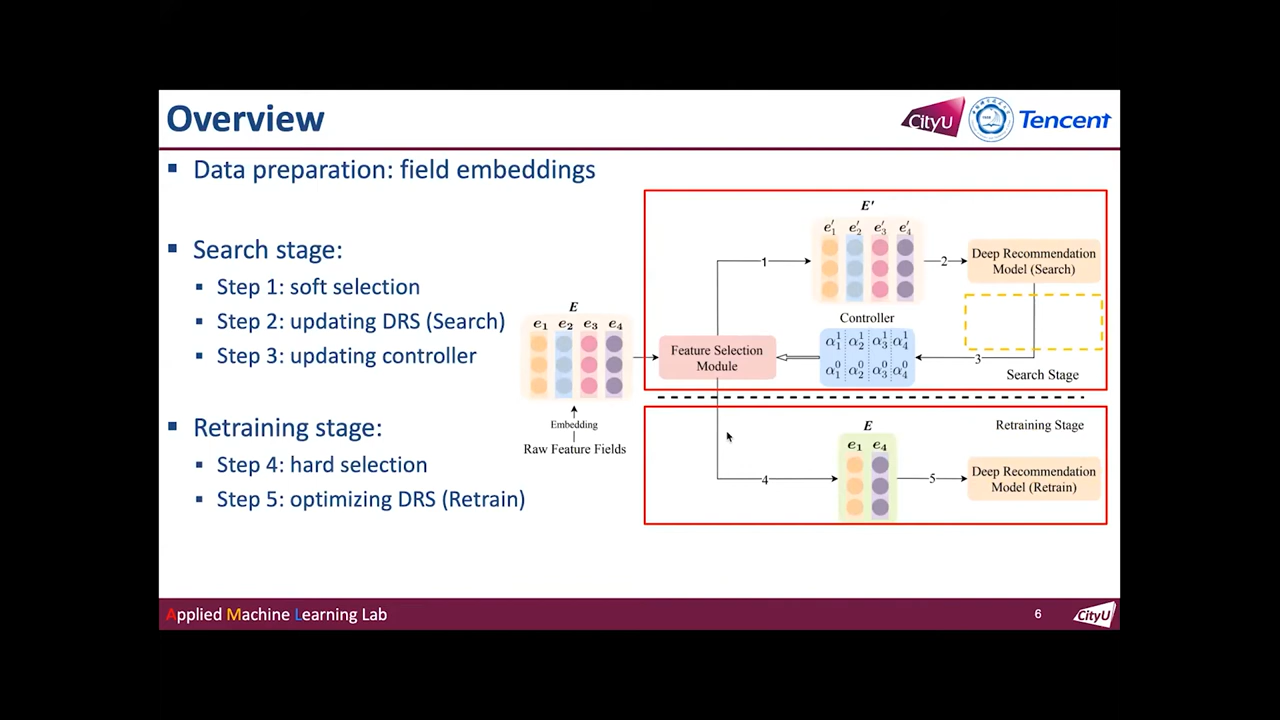 Overview
CityU
Tencent
▪ Data preparation: field embeddings
▪ Search stage:
▪ Step 1: soft selection
▪ Step 2: updating DRS (Search)
▪ Step 3: updating controller
▪ Retraining stage:
▪ Step 4: hard selection
▪ Step 5: optimizing DRS (Retrain)
E
e1 e2 e3 e4
Embedding
Raw Feature Fields
Feature Selection
Module
1
E′
e′1 e′2 e′3 e′4
2
Deep Recommendation
Model (Search)
Controller
α¹₁ α¹₂ α¹₃ α¹₄
α⁰₁ α⁰₂ α⁰₃ α⁰₄
3
Search Stage
Retraining Stage
4
E
e1 e4
5
Deep Recommendation
Model (Retrain)
Applied Machine Learning Lab
6
CityU